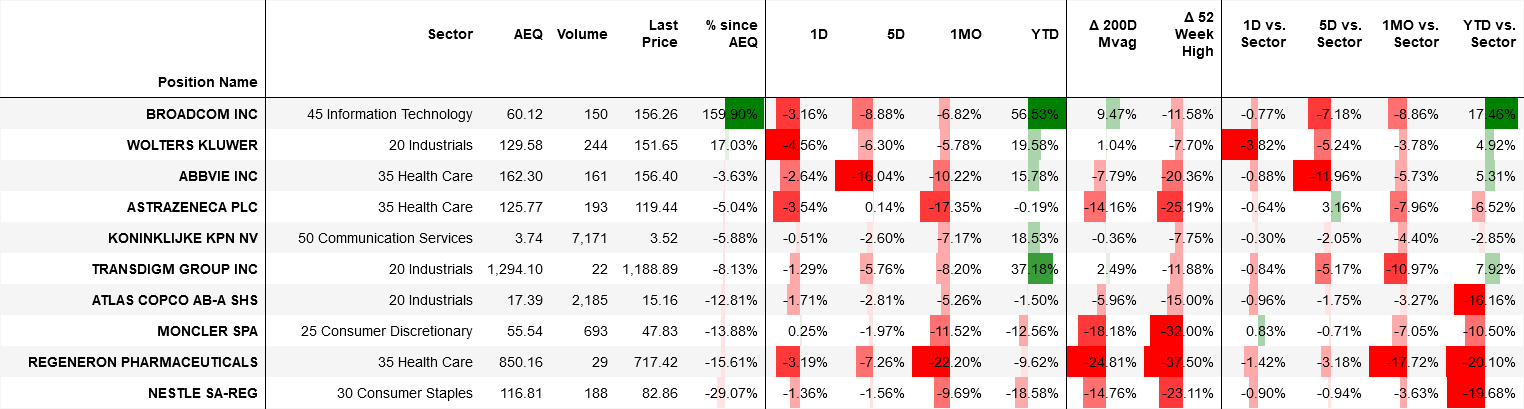 Position Name Sector AEQ Volume Last Price % since AEQ 1D 5D 1MO YTD Δ 200D Mvag Δ 52 Week High 1D vs. Sector 5D vs. Sector 1MO vs. Sector YTD vs. Sector
BROADCOM INC 45 Information Technology 60.12 150 156.26 159.90% -3.16% -8.88% -6.82% 56.53% 9.47% -11.58% -0.77% -7.18% -8.86% 17.46%
WOLTERS KLUWER 20 Industrials 129.58 244 151.65 17.03% -4.56% -6.30% -5.78% 19.58% 1.04% -7.70% -3.82% -5.24% -3.78% 4.92%
ABBVIE INC 35 Health Care 162.30 161 156.40 -3.63% -2.64% -16.04% -10.22% 15.78% -7.79% -20.36% -0.88% -11.96% -5.73% 5.31%
ASTRAZENECA PLC 35 Health Care 125.77 193 119.44 -5.04% -3.54% 0.14% -17.35% -0.19% -14.16% -25.19% -0.64% 3.16% -7.96% -6.52%
KONINKLIJKE KPN NV 50 Communication Services 3.74 7,171 3.52 -5.88% -0.51% -2.60% -7.17% 18.53% -0.36% -7.75% -0.30% -2.05% -4.40% -2.85%
TRANSDIGM GROUP INC 20 Industrials 1,294.10 22 1,188.89 -8.13% -1.29% -5.76% -8.20% 37.18% 2.49% -11.88% -0.84% -5.17% -10.97% 7.92%
ATLAS COPCO AB-A SHS 20 Industrials 17.39 2,185 15.16 -12.81% -1.71% -2.81% -5.26% -1.50% -5.96% -15.00% -0.96% -1.75% -3.27% -16.16%
MONCLER SPA 25 Consumer Discretionary 55.54 693 47.83 -13.88% 0.25% -1.97% -11.52% -12.56% -18.18% -32.00% 0.83% -0.71% -7.05% -10.50%
REGENERON PHARMACEUTICALS 35 Health Care 850.16 29 717.42 -15.61% -3.19% -7.26% -22.20% -9.62% -24.81% -37.50% -1.42% -3.18% -17.72% -20.10%
NESTLE SA-REG 30 Consumer Staples 116.81 188 82.86 -29.07% -1.36% -1.56% -9.69% -18.58% -14.76% -23.11% -0.90% -0.94% -3.63% -19.68%